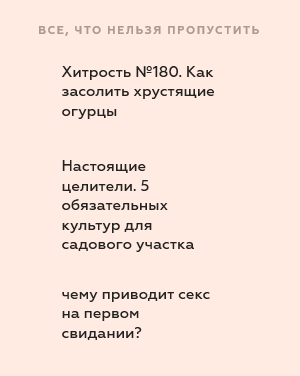 ВСЕ, ЧТО НЕЛЬЗЯ ПРОПУСТИТЬ
Хитрость №180. Как
засолить хрустящие
огурцы
Настоящие
целители. 5
обязательных
культур для
садового участка
чему приводит секс
на первом
свидании?